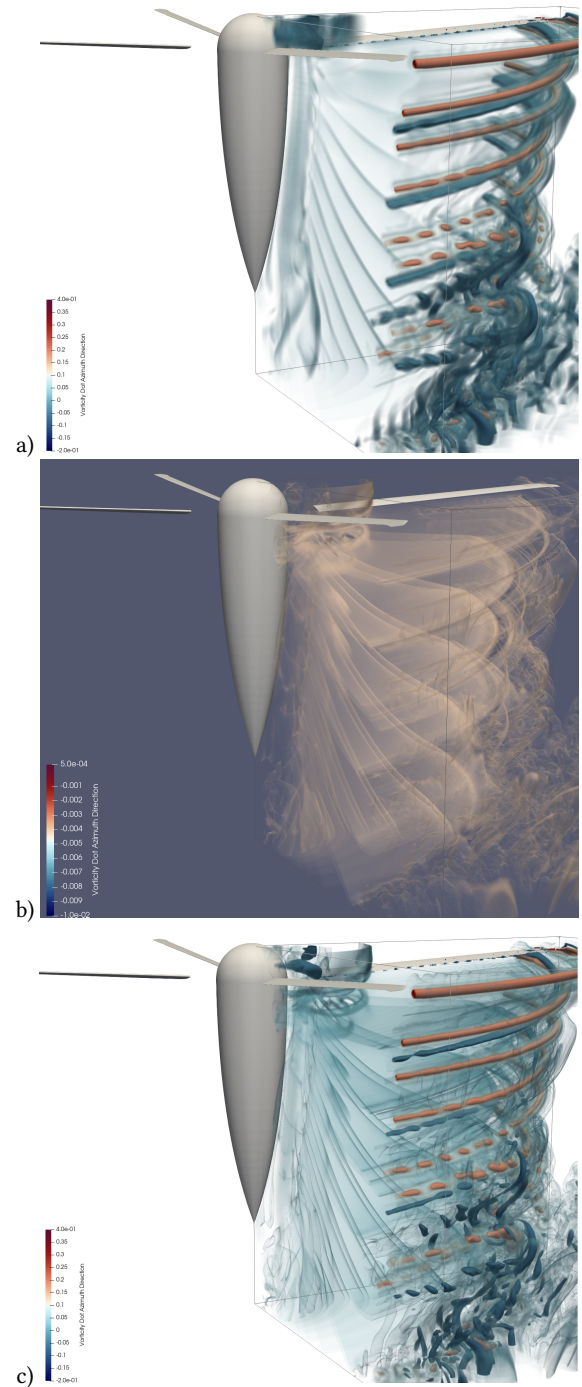 4.0e-01
0.35
0.3
0.25
0.2
0.15
0.1
0.05
0
-0.05
-0.1
-0.15
-2.0e-01
Vorticity Dot Azimuth Direction
a)
5.0e-04
-0.001
-0.002
-0.003
-0.004
-0.005
-0.006
-0.007
-0.008
-0.009
-1.0e-02
Vorticity Dot Azimuth Direction
b)
4.0e-01
0.35
0.3
0.25
0.2
0.15
0.1
0.05
0
-0.05
-0.1
-0.15
-2.0e-01
Vorticity Dot Azimuth Direction
c)